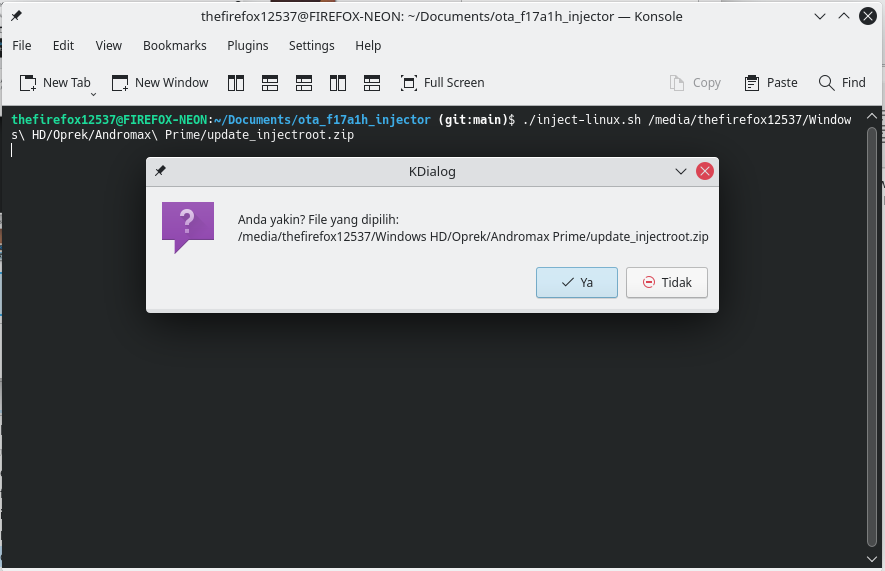 thefirefox12537@FIREFOX-NEON: ~/Documents/ota_f17a1h_injector — Konsole
File Edit View Bookmarks Plugins Settings Help
New Tab New Window Full Screen Copy Paste Find
thefirefox12537@FIREFOX-NEON:~/Documents/ota_f17a1h_injector (git:main)$ ./inject-linux.sh /media/thefirefox12537/Window
s\ HD/Oprek/Andromax\ Prime/update_injectroot.zip
KDialog
Anda yakin? File yang dipilih:
/media/thefirefox12537/Windows HD/Oprek/Andromax Prime/update_injectroot.zip
Ya Tidak